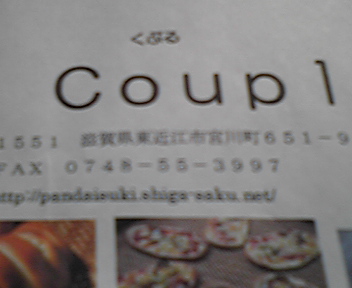 くぷる
Coupl
1551 滋賀県東近江市宮川町651-9
FAX 0748-55-3997
ttp://pandaisuki.shiga-saku.net/